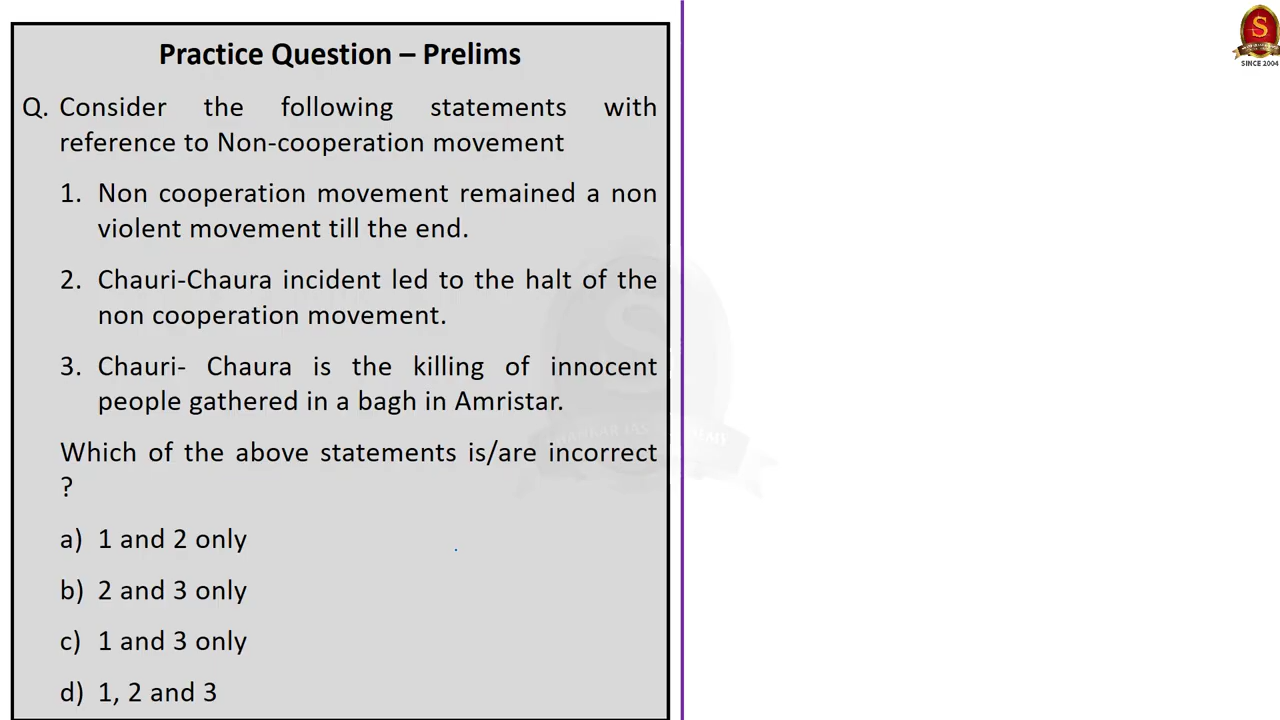 Practice Question – Prelims
Q. Consider the following statements with
reference to Non-cooperation movement
1. Non cooperation movement remained a non
violent movement till the end.
2. Chauri-Chaura incident led to the halt of the
non cooperation movement.
3. Chauri- Chaura is the killing of innocent
people gathered in a bagh in Amristar.
Which of the above statements is/are incorrect
?
a) 1 and 2 only
b) 2 and 3 only
c) 1 and 3 only
d) 1, 2 and 3
S
SINCE 2004